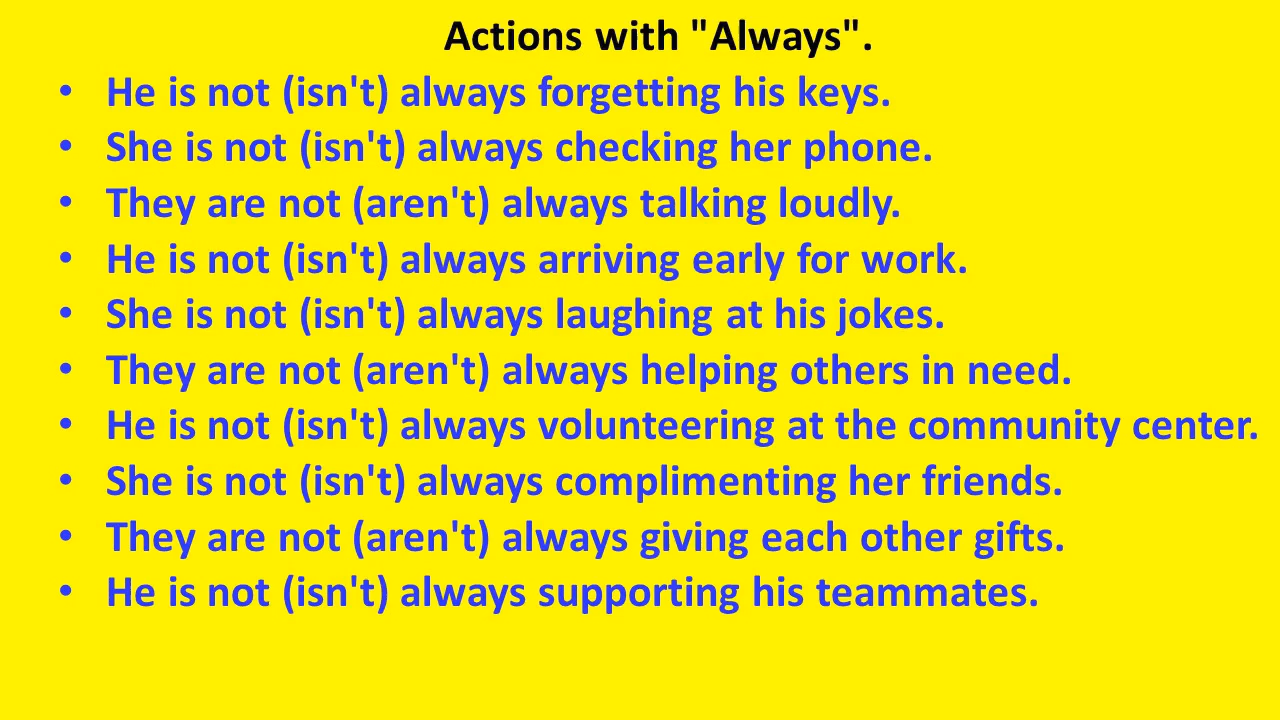 Actions with "Always".
• He is not (isn't) always forgetting his keys.
• She is not (isn't) always checking her phone.
• They are not (aren't) always talking loudly.
• He is not (isn't) always arriving early for work.
• She is not (isn't) always laughing at his jokes.
• They are not (aren't) always helping others in need.
• He is not (isn't) always volunteering at the community center.
• She is not (isn't) always complimenting her friends.
• They are not (aren't) always giving each other gifts.
• He is not (isn't) always supporting his teammates.